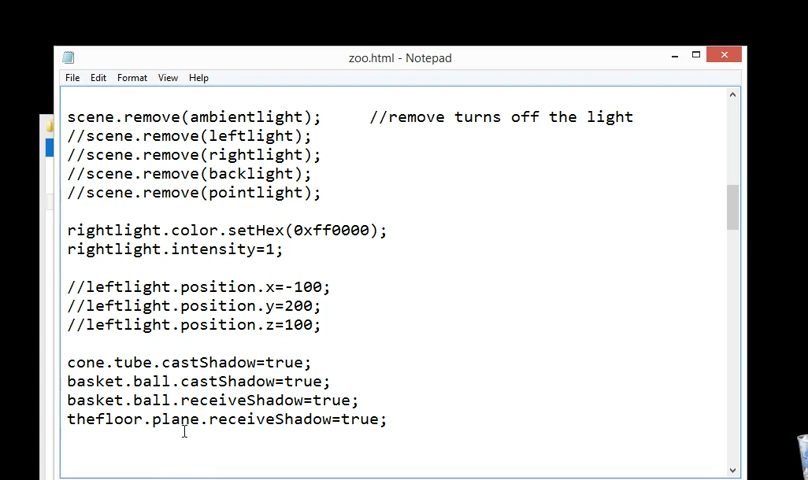 zoo.html - Notepad
File Edit Format View Help
scene.remove(ambientlight); //remove turns off the light
//scene.remove(leftlight);
//scene.remove(rightlight);
//scene.remove(backlight);
//scene.remove(pointlight);
rightlight.color.setHex(0xff0000);
rightlight.intensity=1;
//leftlight.position.x=-100;
//leftlight.position.y=200;
//leftlight.position.z=100;
cone.tube.castShadow=true;
basket.ball.castShadow=true;
basket.ball.receiveShadow=true;
thefloor.plane.receiveShadow=true;